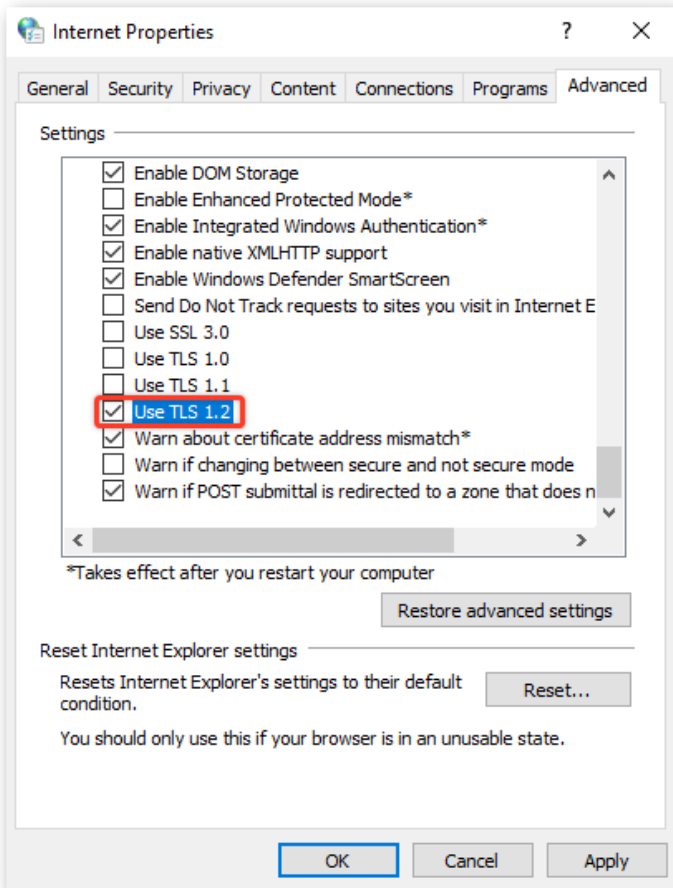 Internet Properties
?
General Security Privacy Content Connections Programs Advanced
Settings
Enable DOM Storage
Enable Enhanced Protected Mode*
Enable Integrated Windows Authentication*
Enable native XMLHTTP support
Enable Windows Defender SmartScreen
Send Do Not Track requests to sites you visit in Internet E
Use SSL 3.0
Use TLS 1.0
Use TLS 1.1
Use TLS 1.2
Warn about certificate address mismatch*
Warn if changing between secure and not secure mode
Warn if POST submittal is redirected to a zone that does n
*Takes effect after you restart your computer
Restore advanced settings
Reset Internet Explorer settings
Resets Internet Explorer's settings to their default
condition.
Reset...
You should only use this if your browser is in an unusable state.
OK Cancel Apply